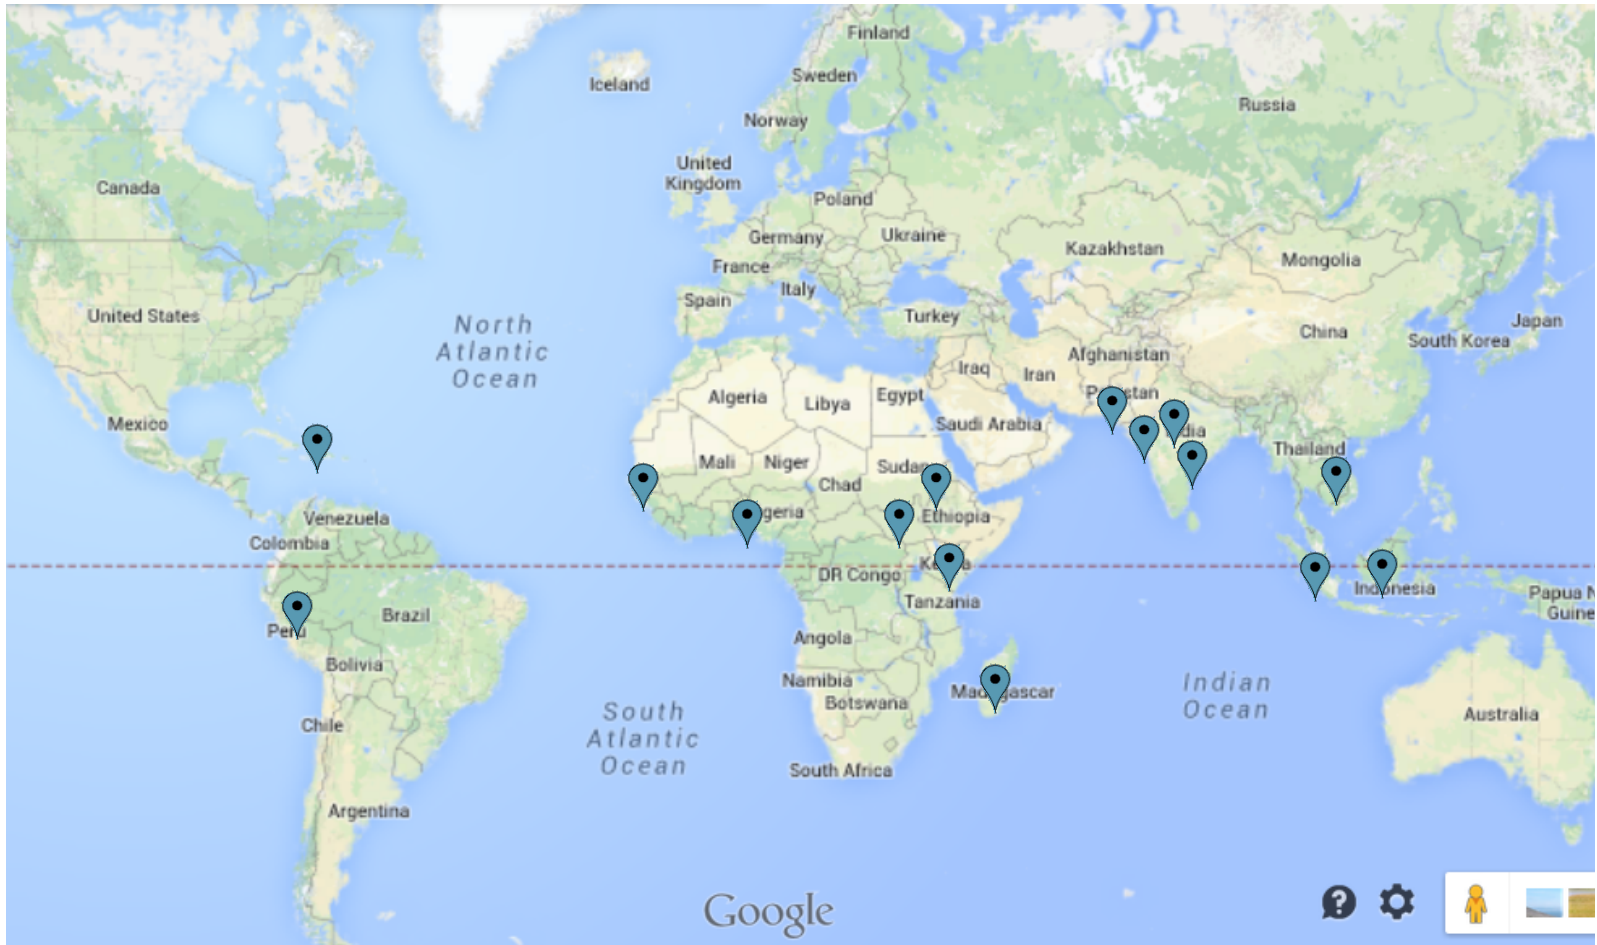 Finland
Sweden
Iceland
Russia
Norway
United
Kingdom
Canada
Poland
Germany
Ukraine
Kazakhstan
Mongolia
France
Italy
Spain
United States
Turkey
North
Atlantic
Ocean
Japan
China
South Korea
Afghanistan
Iraq
Iran
Algeria
Libya
Egypt
Mexico
Saudi Arabia
Thailand
Mali
Niger
Sudan
Chad
Venezuela
Ethiopia
Colombia
DR Congo
Tanzania
Papua N
Guine
Brazil
Peru
Angola
Bolivia
Namibia
Botswana
Indian
Ocean
South
Atlantic
Ocean
Chile
Australia
South Africa
Argentina
Google